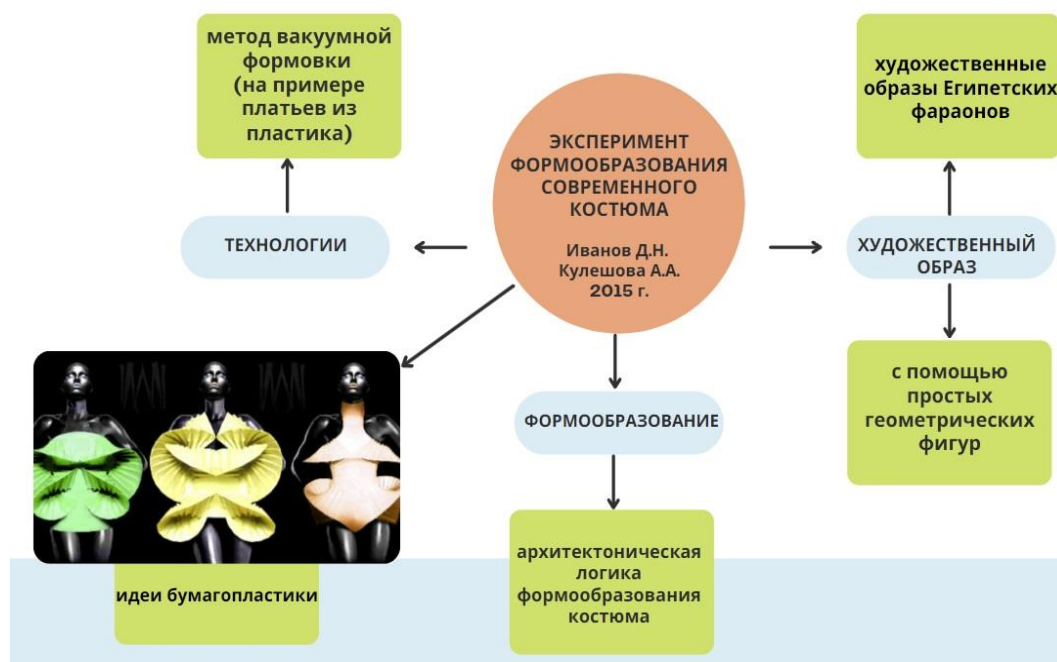 метод вакуумной
формовки
(на примере
платьев из
пластика)
художественные
образы Египетских
фараонов
ЭКСПЕРИМЕНТ
ФОРМООБРАЗОВАНИЯ
СОВРЕМЕННОГО
КОСТЮМА
Иванов Д.Н.
Кулешова А.А.
2015 г.
ТЕХНОЛОГИИ
ХУДОЖЕСТВЕННЫЙ
ОБРАЗ
с помощью
простых
геометрических
фигур
ФОРМООБРАЗОВАНИЕ
архитектоническая
логика
формообразования
костюма
идеи бумагопластики